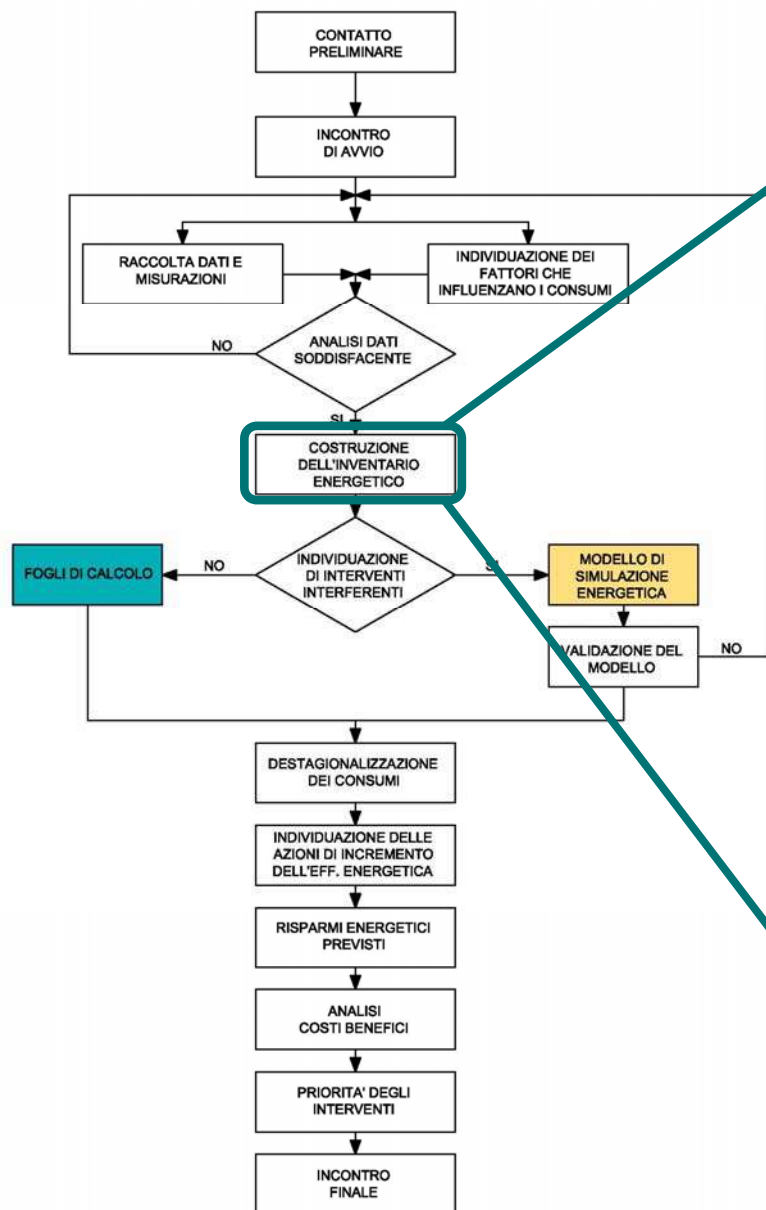 CONTATTO
PRELIMINARE
INCONTRO
DI AVVIO
RACCOLTA DATI E
MISURAZIONI
INDIVIDUAZIONE DEI
FATTORI CHE
INFLUENZANO I CONSUMI
ANALISI DATI
SODDISFACENTE
NO
SI
COSTRUZIONE
DELL'INVENTARIO
ENERGETICO
FOGLI DI CALCOLO
NO
INDIVIDUAZIONE
DI INTERVENTI
INTERFERENTI
SI
MODELLO DI
SIMULAZIONE
ENERGETICA
VALIDAZIONE DEL
MODELLO
NO
DESTAGIONALIZZAZIONE
DEI CONSUMI
INDIVIDUAZIONE DELLE
AZIONI DI INCREMENTO
DELL'EFF. ENERGETICA
RISPARMI ENERGETICI
PREVISTI
ANALISI
COSTI BENEFICI
PRIORITA' DEGLI
INTERVENTI
INCONTRO
FINALE